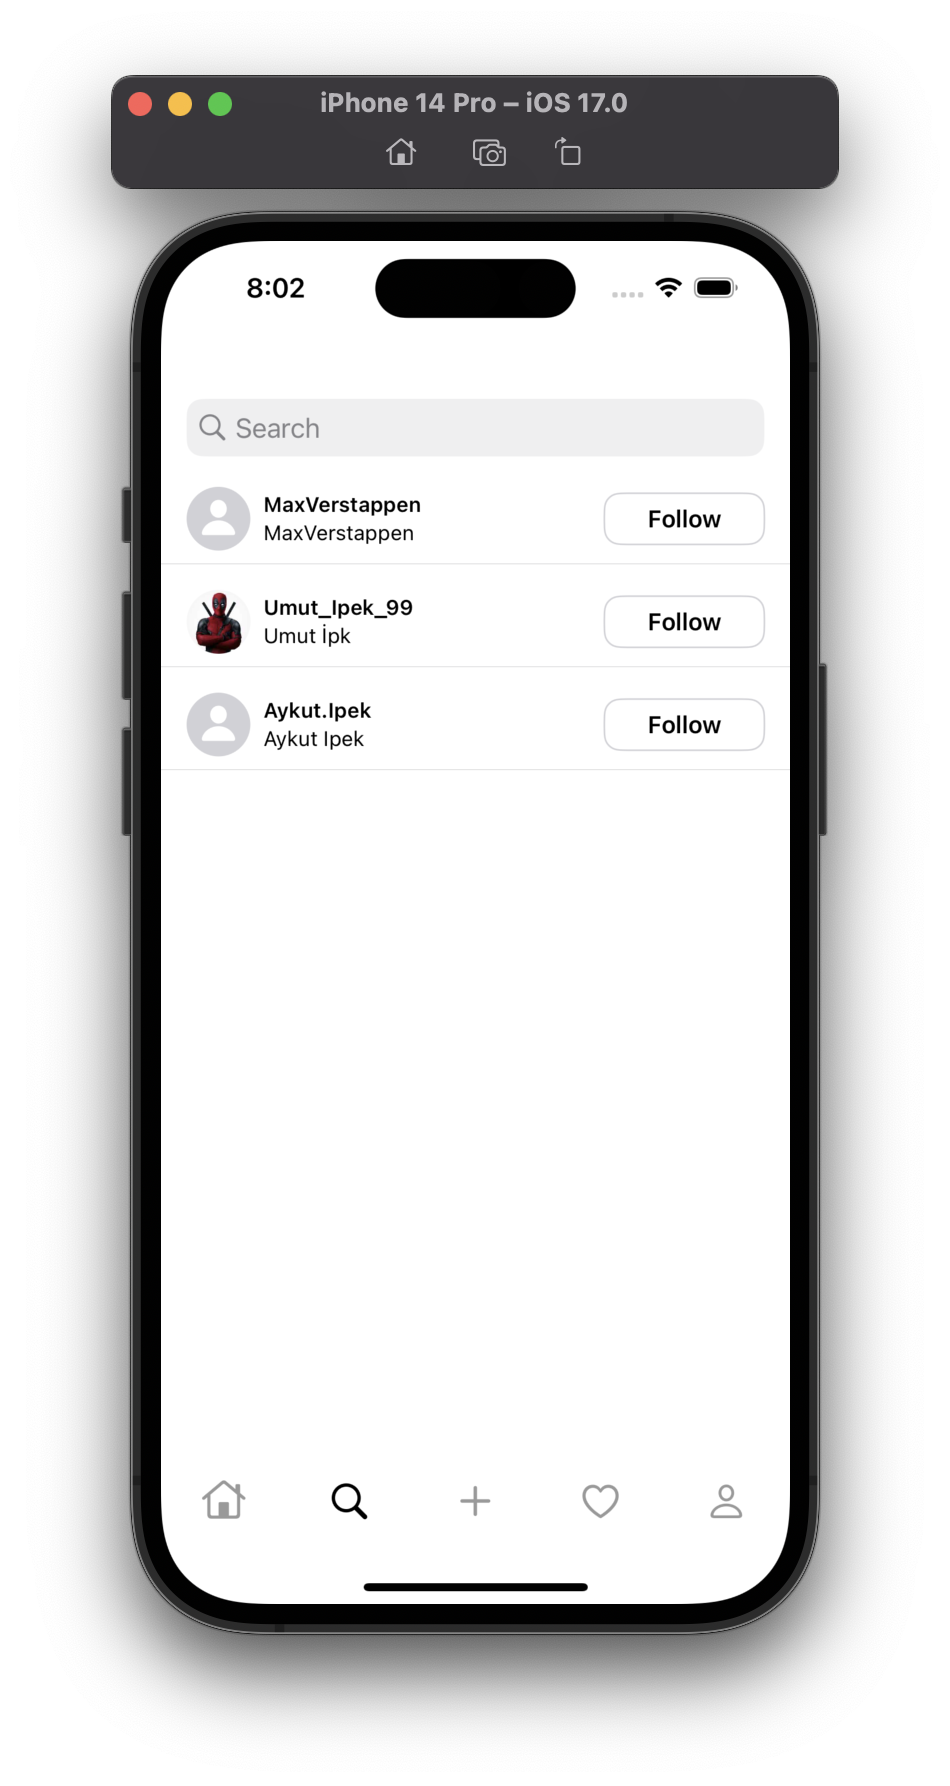 iPhone 14 Pro – iOS 17.0
8:02
Search
MaxVerstappen
MaxVerstappen
Follow
Umut_Ipek_99
Umut İpk
Follow
Aykut.Ipek
Aykut Ipek
Follow